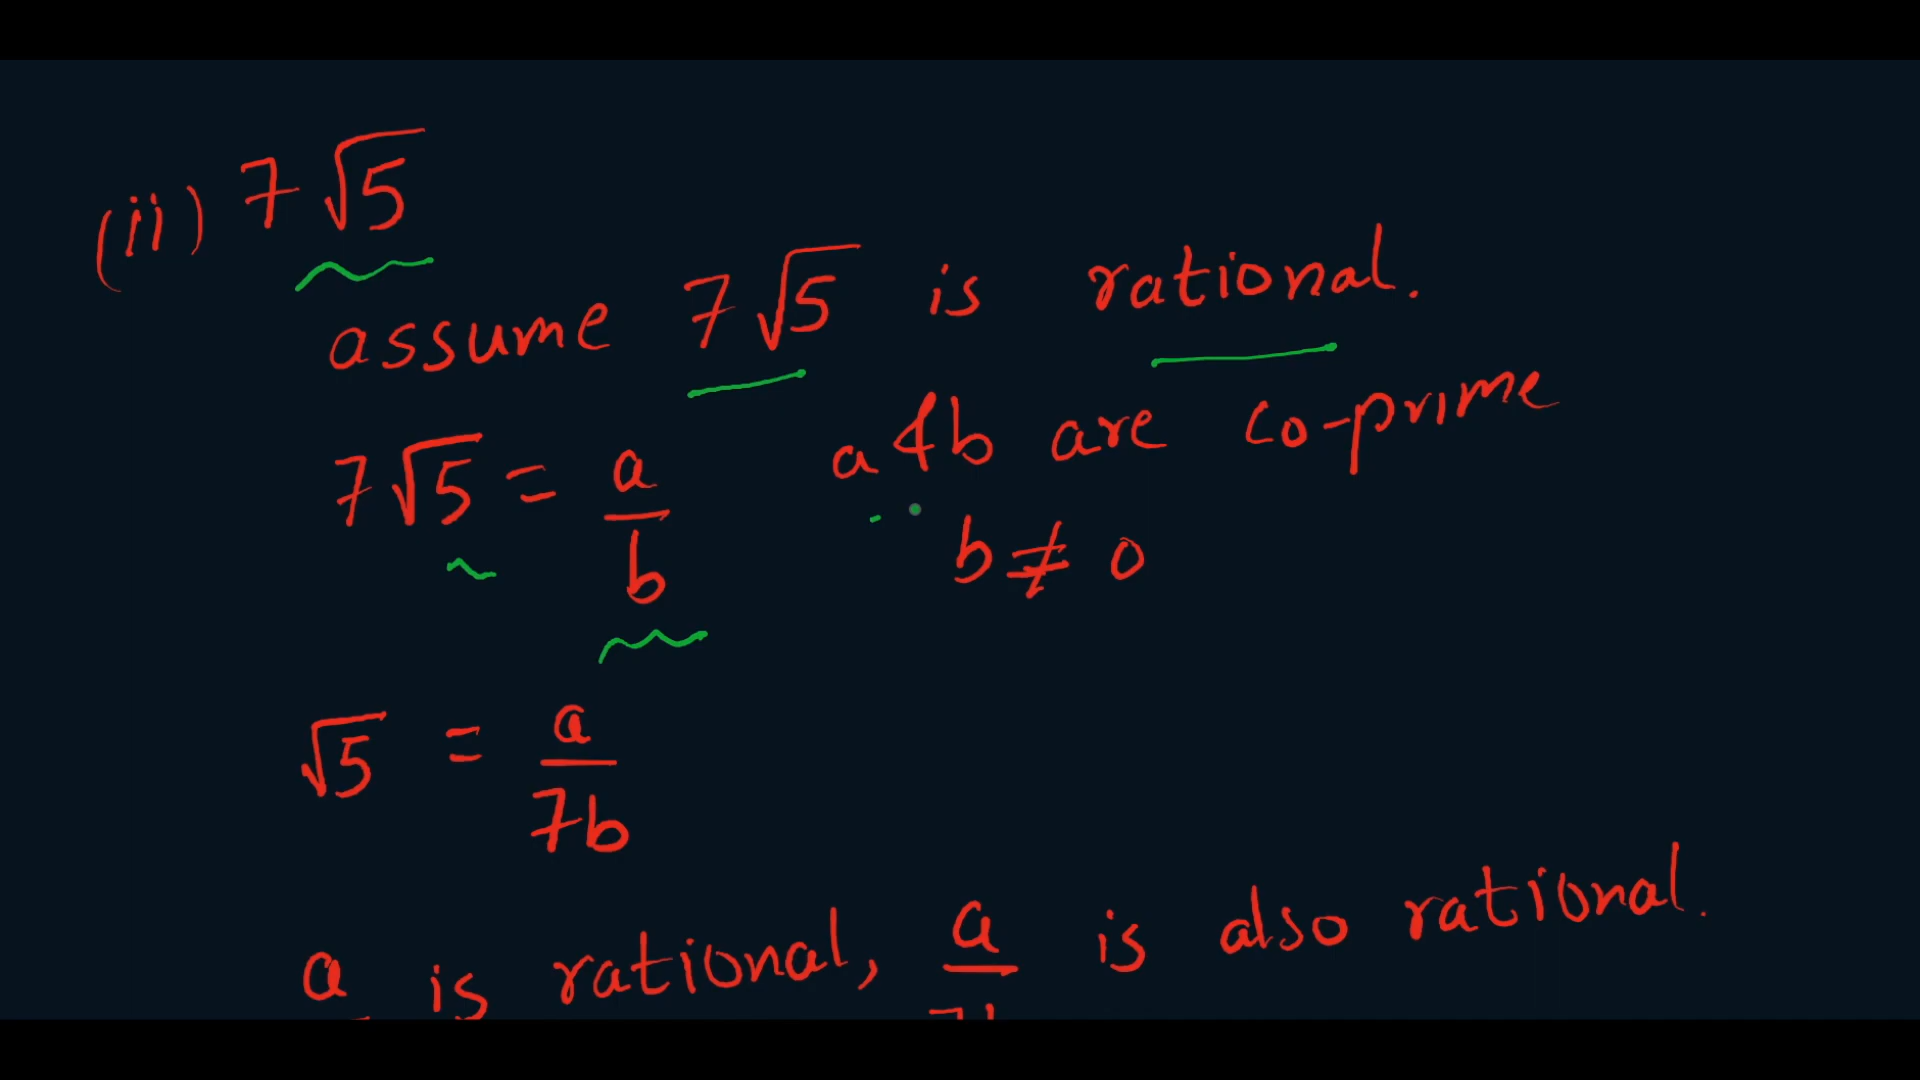 (ii) 7√5
assume 7√5 is rational.
7√5 = a/b a & b are co-prime
b ≠ 0
√5 = a/7b
a is rational, a is also rational.